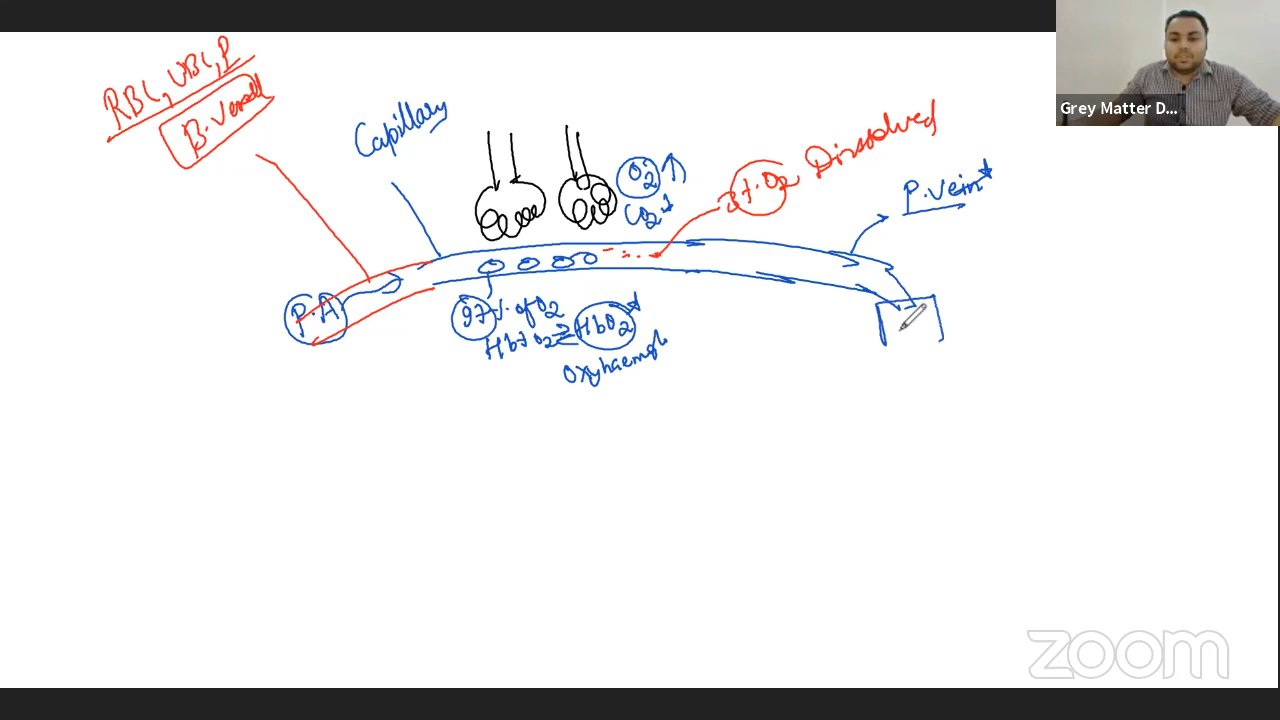 Grey Matter D...
RBC, WBC, P
B.Vessel
Capillary
O2 ↑
CO2
3%.O2 Dissolved
P.Vein
P.A
97%. of O2
Hb+O2 ⇌ HbO2
Oxyhaemo
zoom